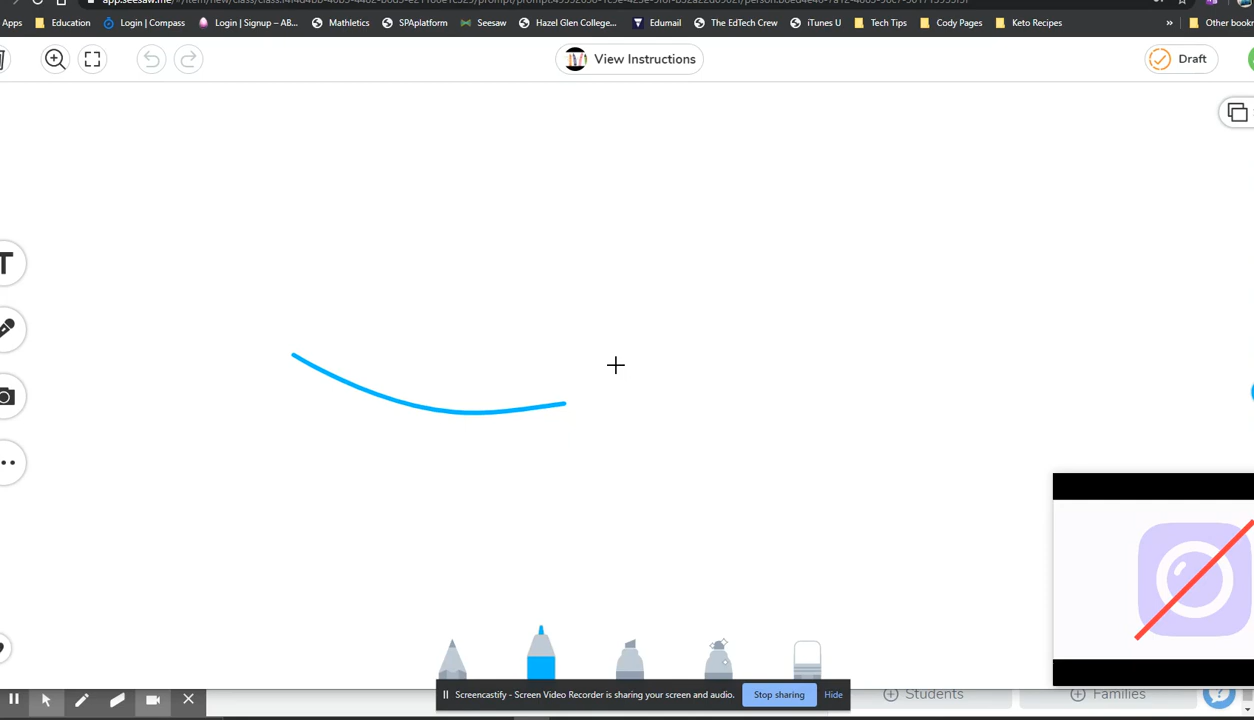 Apps Education Login | Compass Login | Signup – AB... Mathletics SPAplatform Seesaw Hazel Glen College... Edumail The EdTech Crew iTunes U Tech Tips Cody Pages Keto Recipes » Other bookr
View Instructions
Draft
T
Screencastify - Screen Video Recorder is sharing your screen and audio. Stop sharing Hide
Students Families ?